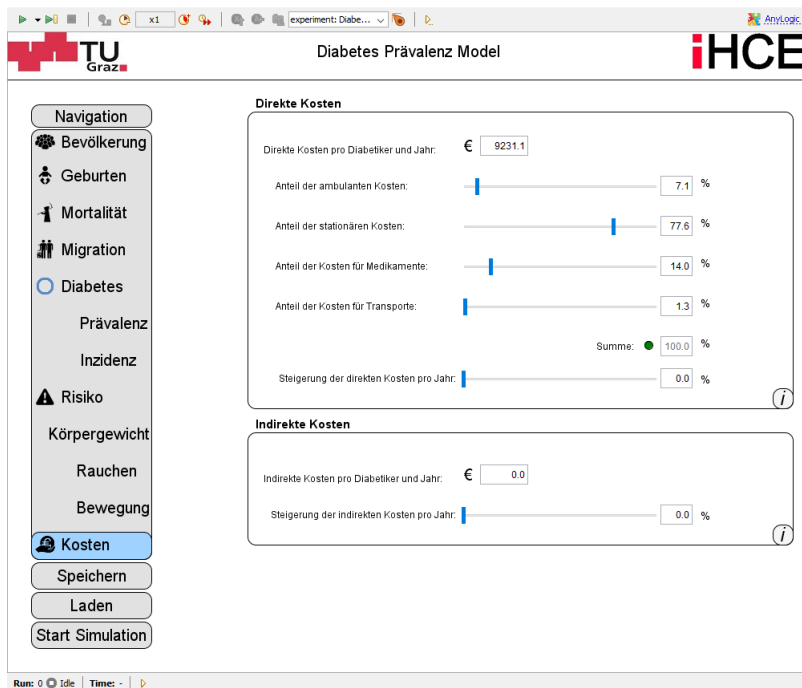 x1 experiment: Diabe... AnyLogic
TU
Graz
Diabetes Prävalenz Model
iHCE
Navigation
Bevölkerung
Geburten
Mortalität
Migration
Diabetes
Prävalenz
Inzidenz
Risiko
Körpergewicht
Rauchen
Bewegung
Kosten
Speichern
Laden
Start Simulation
Direkte Kosten
Direkte Kosten pro Diabetiker und Jahr: € 9231.1
Anteil der ambulanten Kosten: 7.1 %
Anteil der stationären Kosten: 77.6 %
Anteil der Kosten für Medikamente: 14.0 %
Anteil der Kosten für Transporte: 1.3 %
Summe: 100.0 %
Steigerung der direkten Kosten pro Jahr: 0.0 %
i
Indirekte Kosten
Indirekte Kosten pro Diabetiker und Jahr: € 0.0
Steigerung der indirekten Kosten pro Jahr: 0.0 %
i
Run: 0 Idle Time: -